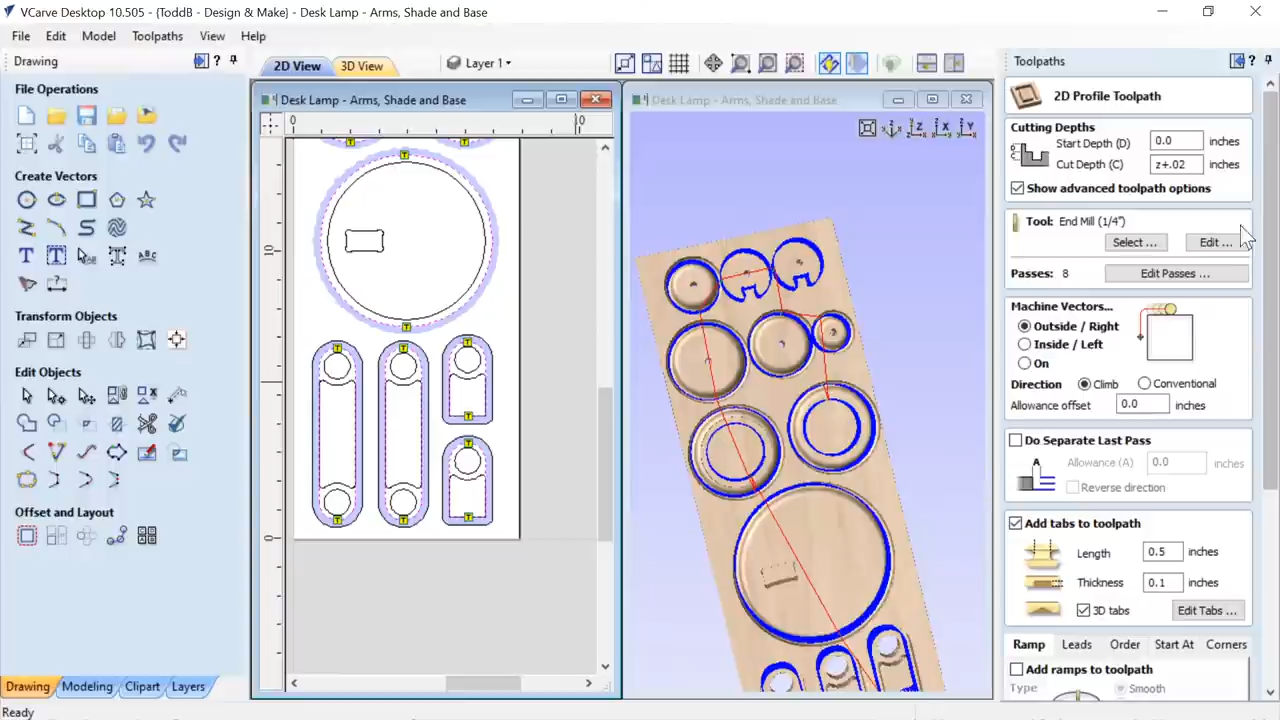 VCarve Desktop 10.505 - {ToddB - Design & Make} - Desk Lamp - Arms, Shade and Base
File Edit Model Toolpaths View Help
Drawing
File Operations
Create Vectors
Transform Objects
Edit Objects
Offset and Layout
Drawing Modeling Clipart Layers
Ready
2D View 3D View
Layer 1
Desk Lamp - Arms, Shade and Base
0
0
10
0
T T T T T T T T T T T T
Desk Lamp - Arms, Shade and Base
Z X Y
Toolpaths
2D Profile Toolpath
Cutting Depths
Start Depth (D) 0.0 inches
Cut Depth (C) z+.02 inches
Show advanced toolpath options
Tool: End Mill (1/4")
Select ... Edit ...
Passes: 8 Edit Passes ...
Machine Vectors...
Outside / Right
Inside / Left
On
Direction Climb Conventional
Allowance offset 0.0 inches
Do Separate Last Pass
A Allowance (A) 0.0 inches
Reverse direction
Add tabs to toolpath
Length 0.5 inches
Thickness 0.1 inches
3D tabs Edit Tabs ...
Ramp Leads Order Start At Corners
Add ramps to toolpath
Type Smooth